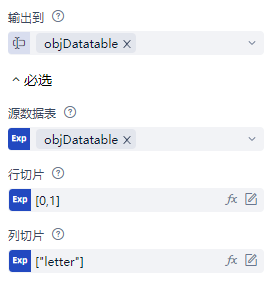 输出到
objDatatable
必选
源数据表
Exp objDatatable
行切片
Exp [0,1] fx
列切片
Exp ["letter"] fx